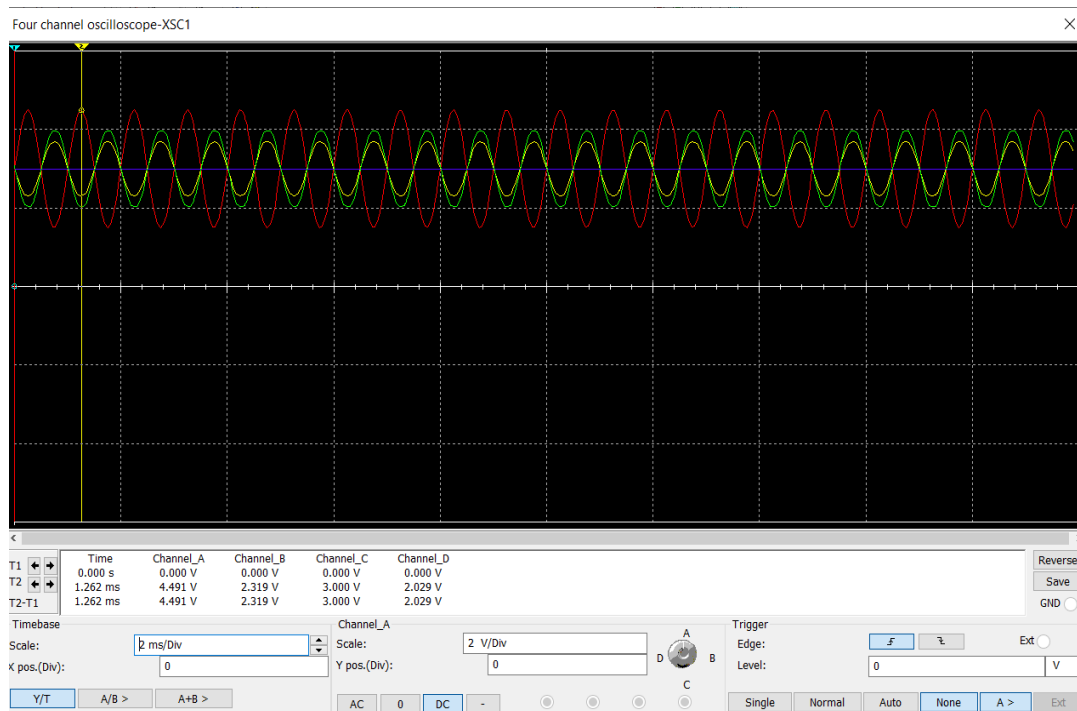 Four channel oscilloscope-XSC1
1
2
Time Channel_A Channel_B Channel_C Channel_D
T1 0.000 s 0.000 V 0.000 V 0.000 V 0.000 V
T2 1.262 ms 4.491 V 2.319 V 3.000 V 2.029 V
T2-T1 1.262 ms 4.491 V 2.319 V 3.000 V 2.029 V
Reverse
Save
GND
Timebase
Scale: 2 ms/Div
X pos.(Div): 0
Y/T A/B > A+B >
Channel_A
Scale: 2 V/Div
Y pos.(Div): 0
AC 0 DC -
A
D B
C
Trigger
Edge: Ext
Level: 0 V
Single Normal Auto None A > Ext